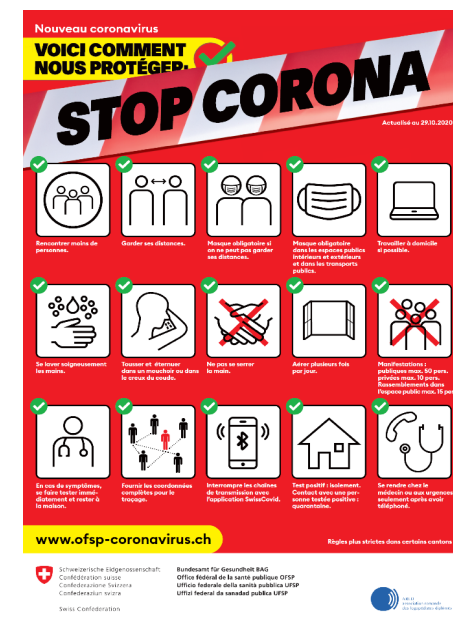 Nouveau coronavirus
VOICI COMMENT
NOUS PROTÉGER:
STOP CORONA
Actualisé au 29.10.2020
Rencontrer moins de
personnes.
Garder ses distances.
Masque obligatoire si
on ne peut pas garder
ses distances.
Masque obligatoire
dans les espaces publics
intérieurs et extérieurs
et dans les transports
publics.
Travailler à domicile
si possible.
Se laver soigneusement
les mains.
Tousser et éternuer
dans un mouchoir ou dans
le creux du coude.
Ne pas se serrer
la main.
Aérer plusieurs fois
par jour.
Manifestations :
publiques max. 50 pers.
privées max. 10 pers.
Rassemblements dans
l'espace public max. 15 per
En cas de symptômes,
se faire tester immé-
diatement et rester à
la maison.
Fournir les coordonnées
complètes pour le
traçage.
Interrompre les chaînes
de transmission avec
l'application SwissCovid.
Test positif : isolement.
Contact avec une per-
sonne testée positive :
quarantaine.
Se rendre chez le
médecin ou aux urgences
seulement après avoir
téléphoné.
www.ofsp-coronavirus.ch
Règles plus strictes dans certains cantons
Schweizerische Eidgenossenschaft
Confédération suisse
Confederazione Svizzera
Confederaziun svizra
Swiss Confederation
Bundesamt für Gesundheit BAG
Office fédéral de la santé publique OFSP
Ufficio federale della sanità pubblica UFSP
Uffizi federal da sanadad publica UFSP